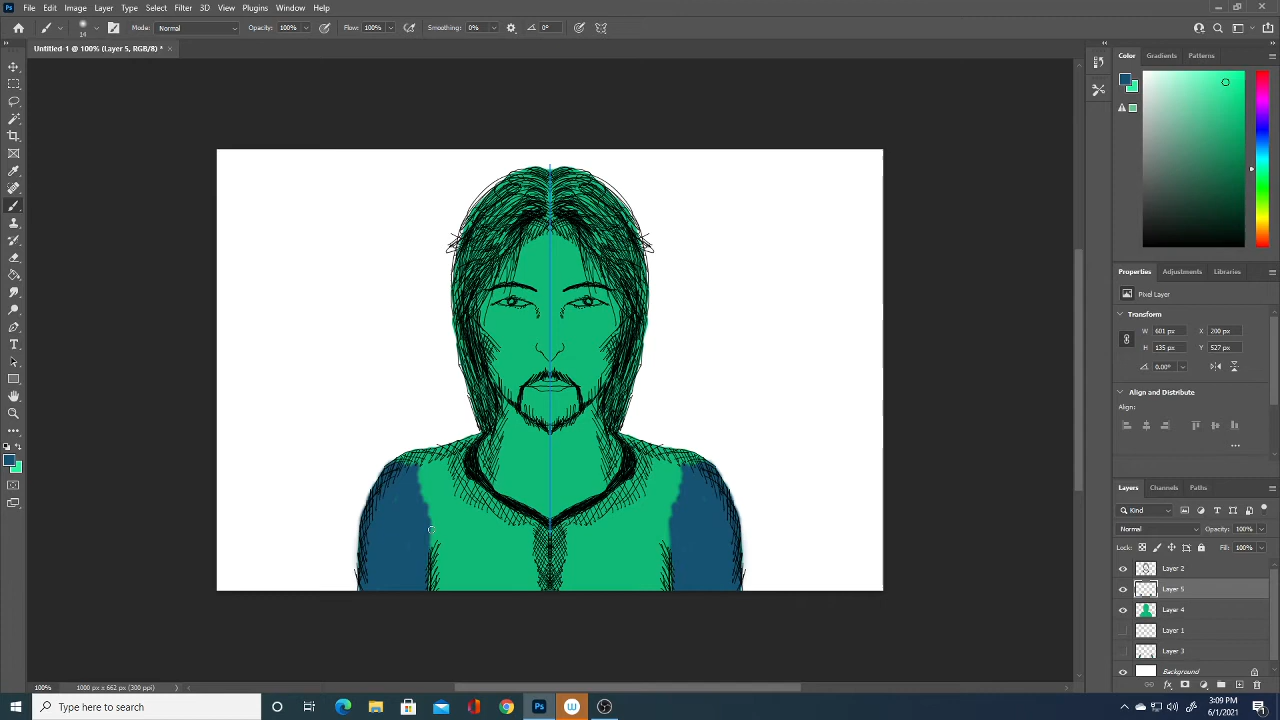 Ps File Edit Image Layer Type Select Filter 3D View Plugins Window Help
14 Mode: Normal Opacity: 100% Flow: 100% Smoothing: 0% 0°
Untitled-1 @ 100% (Layer 5, RGB/8) * ×
Color Gradients Patterns
Properties Adjustments Libraries
Pixel Layer
Transform
W 601 px X 200 px
H 135 px Y 527 px
0.00°
Align and Distribute
Align:
Layers Channels Paths
Kind
Normal Opacity: 100%
Lock: Fill: 100%
Layer 2
Layer 5
Layer 4
Layer 1
Layer 3
Background
100% 1000 px x 662 px (300 ppi)
Type here to search
3:09 PM
6/1/2021